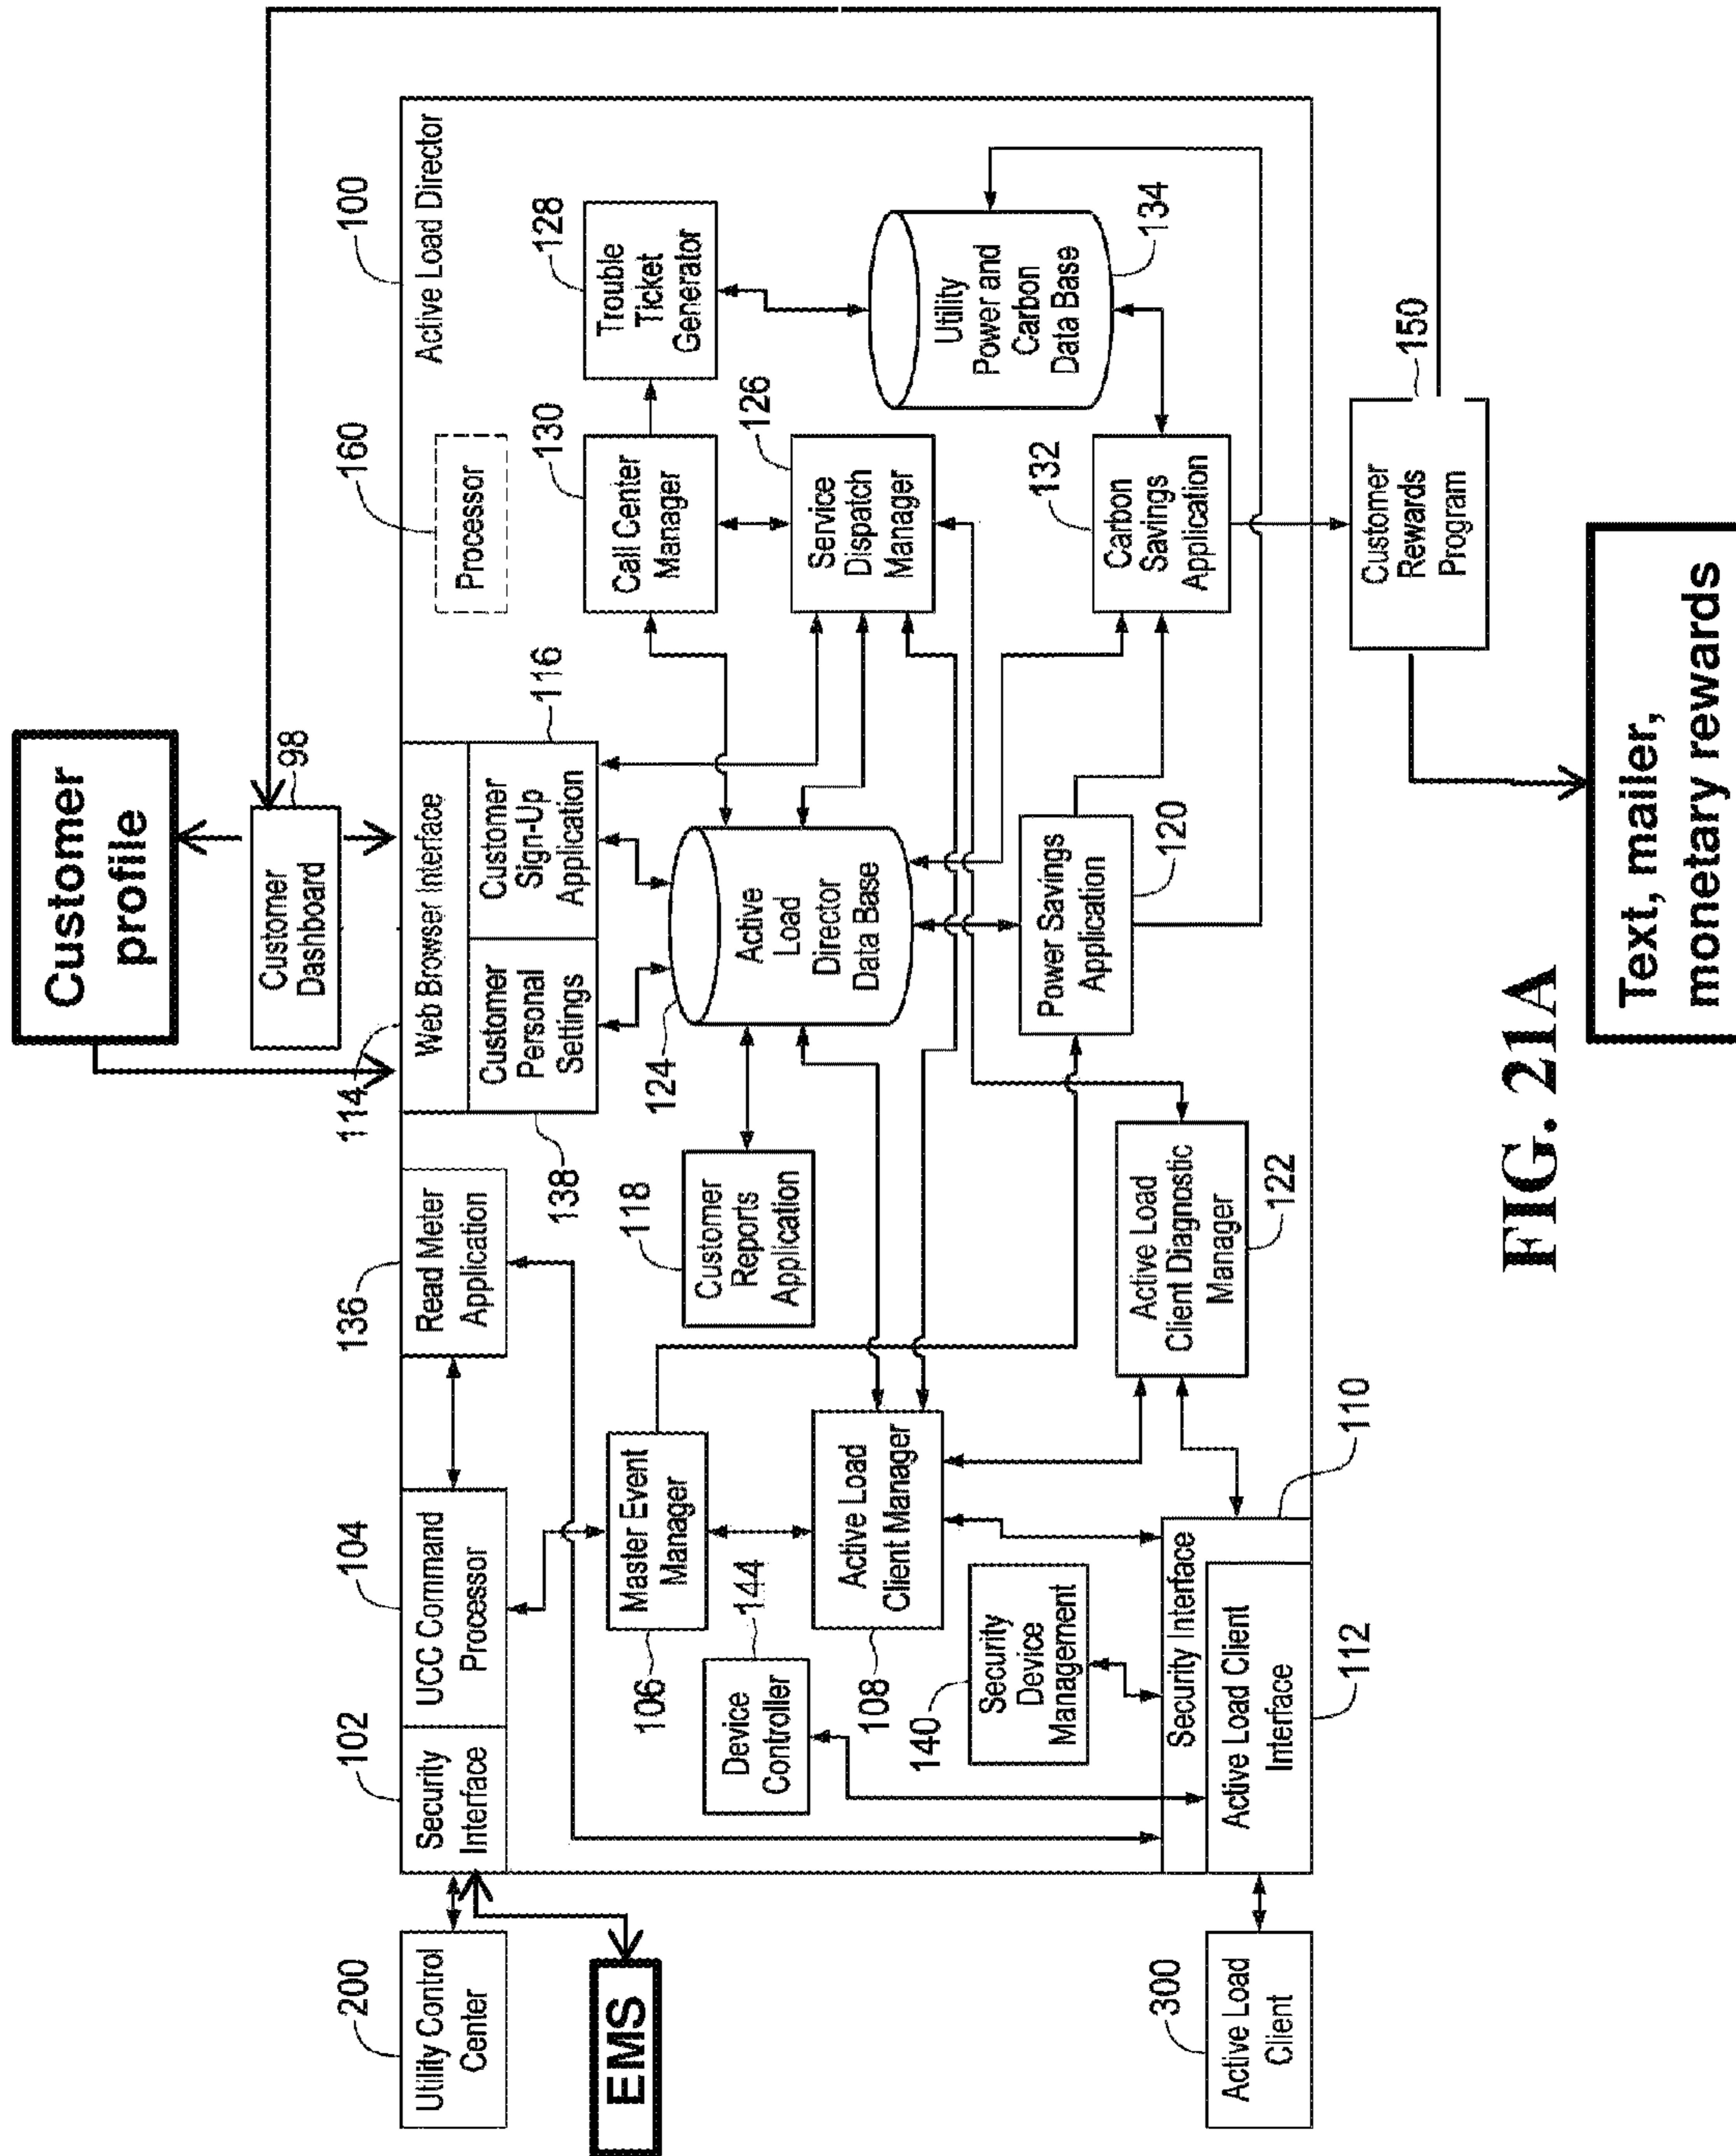 Customer
profile
Customer
Dashboard
98
200
Utility Control
Center
102
Security
Interface
104
UCC Command
Processor
136
Read Meter
Application
114
Web Browser Interface
Customer
Personal
Settings
138
Customer
Sign-Up
Application
116
160
Processor
100
Active Load Director
EMS
Master Event
Manager
106
144
Device
Controller
118
Customer
Reports
Application
124
Active
Load
Director
Data Base
130
Call Center
Manager
128
Trouble
Ticket
Generator
126
Service
Dispatch
Manager
Active Load
Client Manager
108
Utility
Power and
Carbon
Data Base
134
140
Security
Device
Management
Power Savings
Application
120
132
Carbon
Savings
Application
Active Load
Client Diagnostic
Manager
122
Security Interface
110
300
Active Load
Client
Active Load Client
Interface
112
Customer
Rewards
Program
150
FIG. 21A
Text, mailer,
monetary rewards